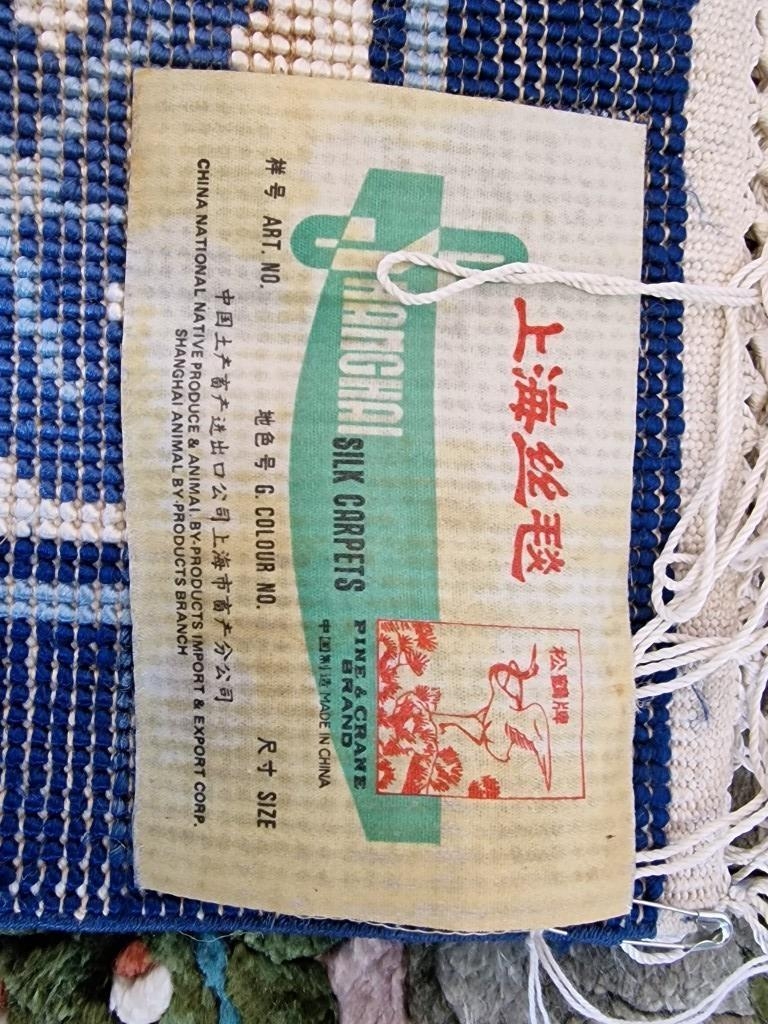 上海丝毯
松鶴牌
SHANGHAI SILK CARPETS
PINE & CRANE
BRAND
中国制造 MADE IN CHINA
样号 ART. NO.
地色号 G. COLOUR NO.
尺寸 SIZE
中国土产畜产进出口公司上海市畜产分公司
CHINA NATIONAL NATIVE PRODUCE & ANIMAL BY-PRODUCTS IMPORT & EXPORT CORP.
SHANGHAI ANIMAL BY-PRODUCTS BRANCH